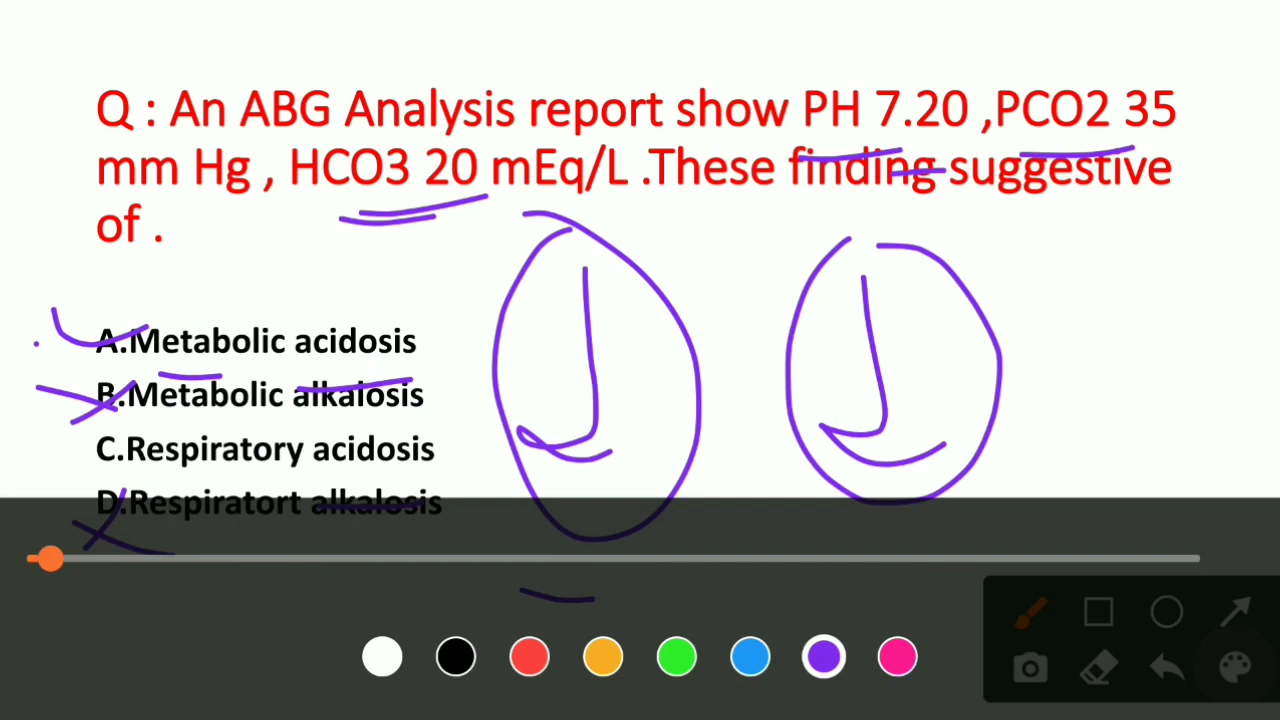 Q : An ABG Analysis report show PH 7.20 ,PCO2 35
mm Hg , HCO3 20 mEq/L .These finding suggestive
of .
A.Metabolic acidosis
B.Metabolic alkalosis
C.Respiratory acidosis
D.Respiratort alkalosis